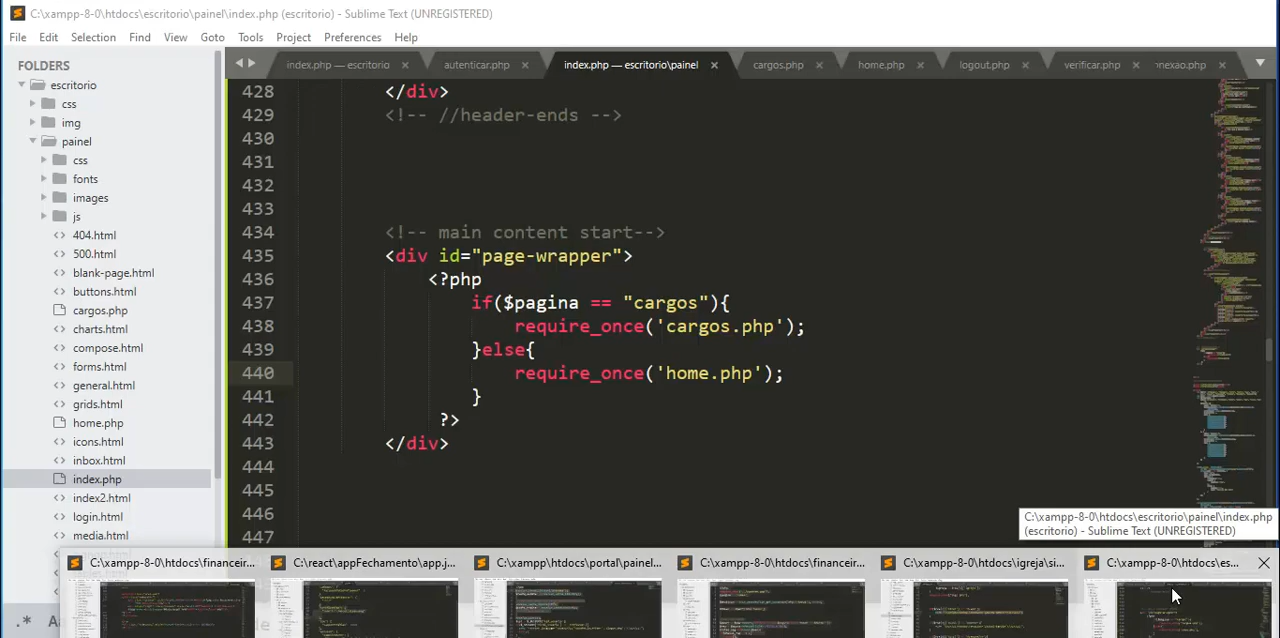 C:\xampp-8-0\htdocs\escritorio\painel\index.php (escritorio) - Sublime Text (UNREGISTERED)
File Edit Selection Find View Goto Tools Project Preferences Help
FOLDERS
escritorio
css
img
painel
css
fonts
images
js
404.html
500.html
blank-page.html
buttons.html
cargos.php
charts.html
compose.html
forms.html
general.html
grids.html
home.php
icons.html
inbox.html
index.php
index2.html
login.html
media.html
index.php — escritorio autenticar.php index.php — escritorio\painel cargos.php home.php logout.php verificar.php
428 </div>
429 <!-- //header-ends -->
430
431
432
433
434 <!-- main content start-->
435 <div id="page-wrapper">
436 <?php
437 if($pagina == "cargos"){
438 require_once('cargos.php');
439 }else{
440 require_once('home.php');
441 }
442 ?>
443 </div>
444
445
446
447
C:\xampp-8-0\htdocs\escritorio\painel\index.php
(escritorio) - Sublime Text (UNREGISTERED)
C:\xampp-8-0\htdocs\financeir... C:\react\appFechamento\app.j... C:\xampp\htdocs\portal\painel... C:\xampp-8-0\htdocs\financeir... C:\xampp-8-0\htdocs\igreja\si... C:\xampp-8-0\htdocs\es...